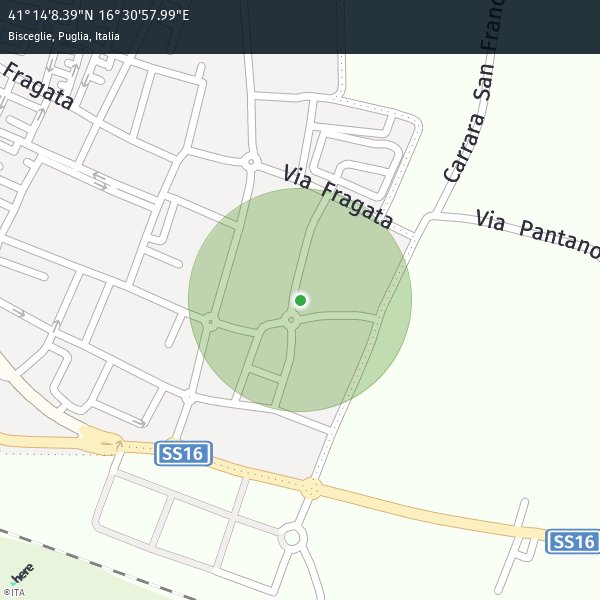 41°14'8.39"N 16°30'57.99"E
Bisceglie, Puglia, Italia
Fragata
Carrara San Franc
Via Fragata
Via Pantano
SS16
SS16
here
©ITA